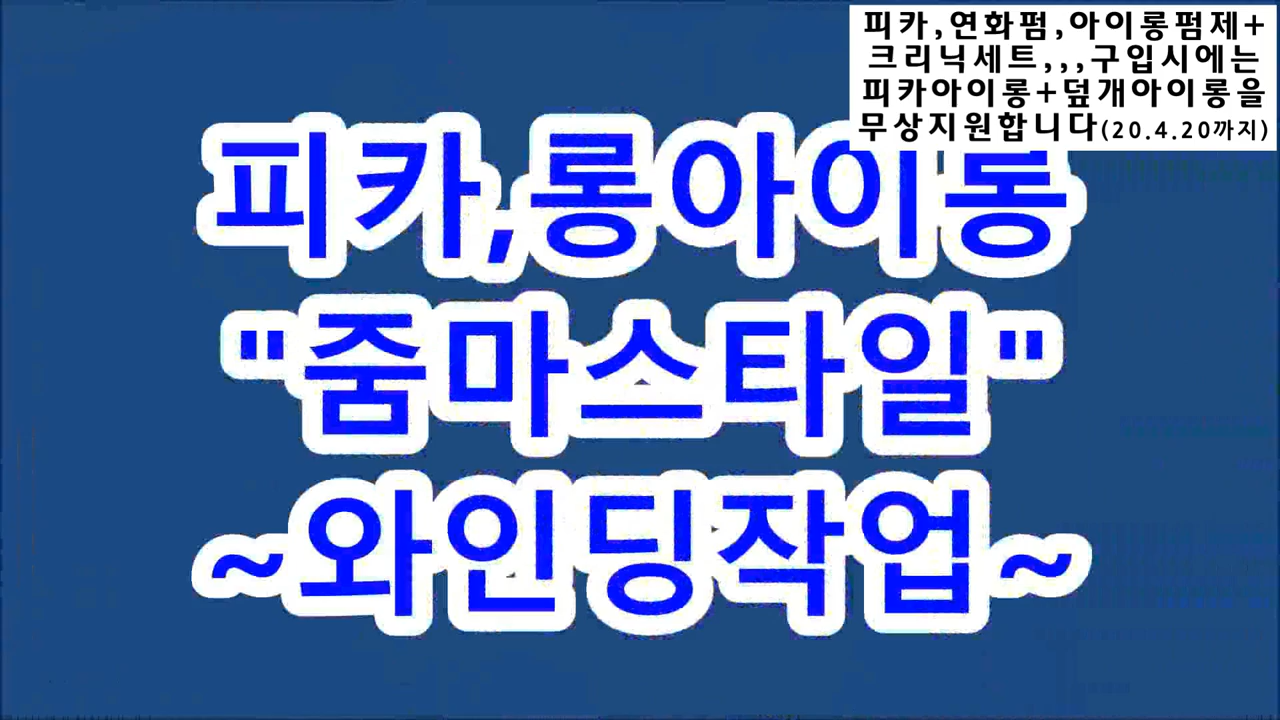 피카,연화펌,아이롱펌제+
크리닉세트,,,구입시에는
피카아이롱+덮개아이롱을
무상지원합니다(20.4.20까지)
피카,롱아이롱
"줌마스타일"
~와인딩작업~